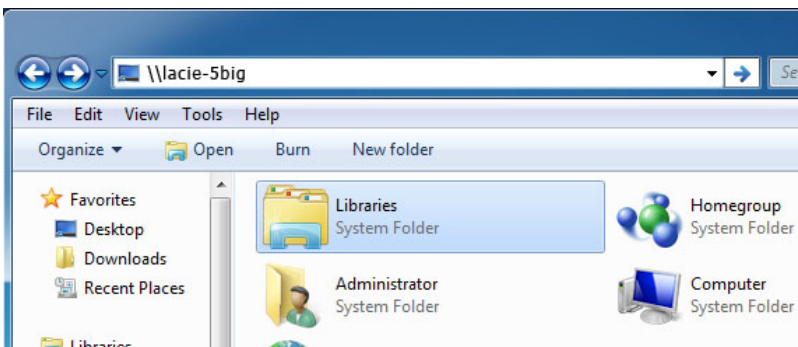 \\lacie-5big
Se
File Edit View Tools Help
Organize Open Burn New folder
Favorites
Desktop
Downloads
Recent Places
Libraries
Libraries
System Folder
Homegroup
System Folder
Administrator
System Folder
Computer
System Folder